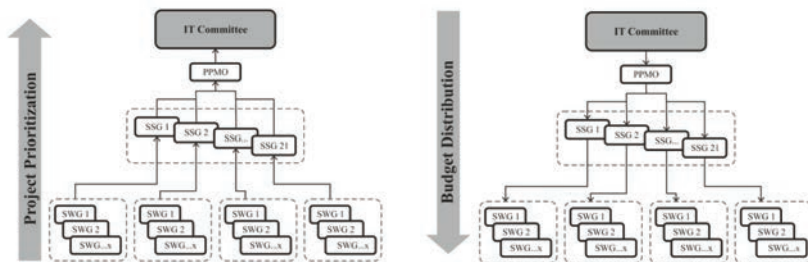 Project Prioritization
IT Committee
PPMO
SSG 1
SSG 2
SSG...
SSG 21
SWG 1
SWG 2
SWG...x
SWG 1
SWG 2
SWG...x
SWG 1
SWG 2
SWG...x
SWG 1
SWG 2
SWG...x
Budget Distribution
IT Committee
PPMO
SSG 1
SSG 2
SSG...
SSG 21
SWG 1
SWG 2
SWG...x
SWG 1
SWG 2
SWG...x
SWG 1
SWG 2
SWG...x
SWG 1
SWG 2
SWG...x